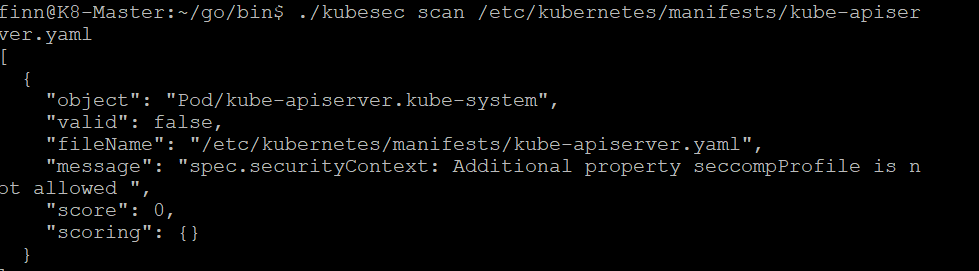 finn@K8-Master:~/go/bin$ ./kubesec scan /etc/kubernetes/manifests/kube-apiser
ver.yaml
[
  {
    "object": "Pod/kube-apiserver.kube-system",
    "valid": false,
    "fileName": "/etc/kubernetes/manifests/kube-apiserver.yaml",
    "message": "spec.securityContext: Additional property seccompProfile is n
ot allowed ",
    "score": 0,
    "scoring": {}
  }